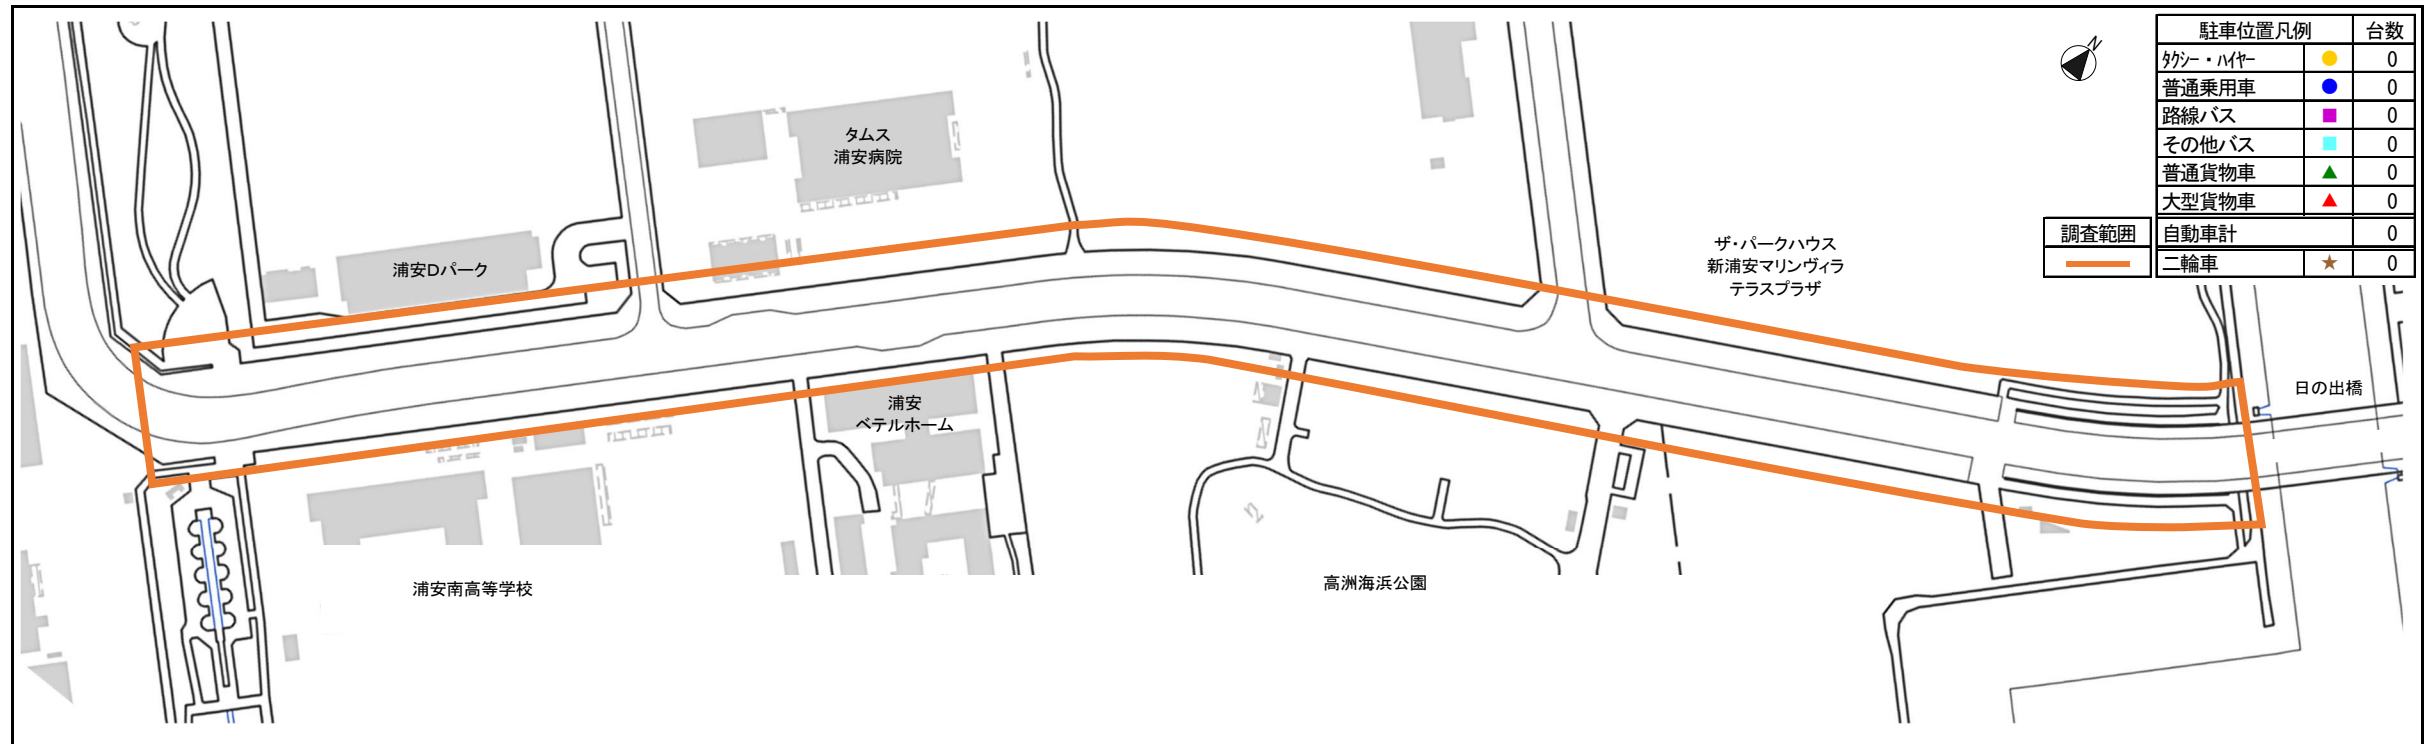 N
駐車位置凡例 台数
タクシー・ハイヤー 0
普通乗用車 0
路線バス 0
その他バス 0
普通貨物車 0
大型貨物車 0
調査範囲 自動車計 0
二輪車 0
タムス
浦安病院
浦安Dパーク
ザ・パークハウス
新浦安マリンヴィラ
テラスプラザ
日の出橋
浦安
ベテルホーム
浦安南高等学校
高洲海浜公園